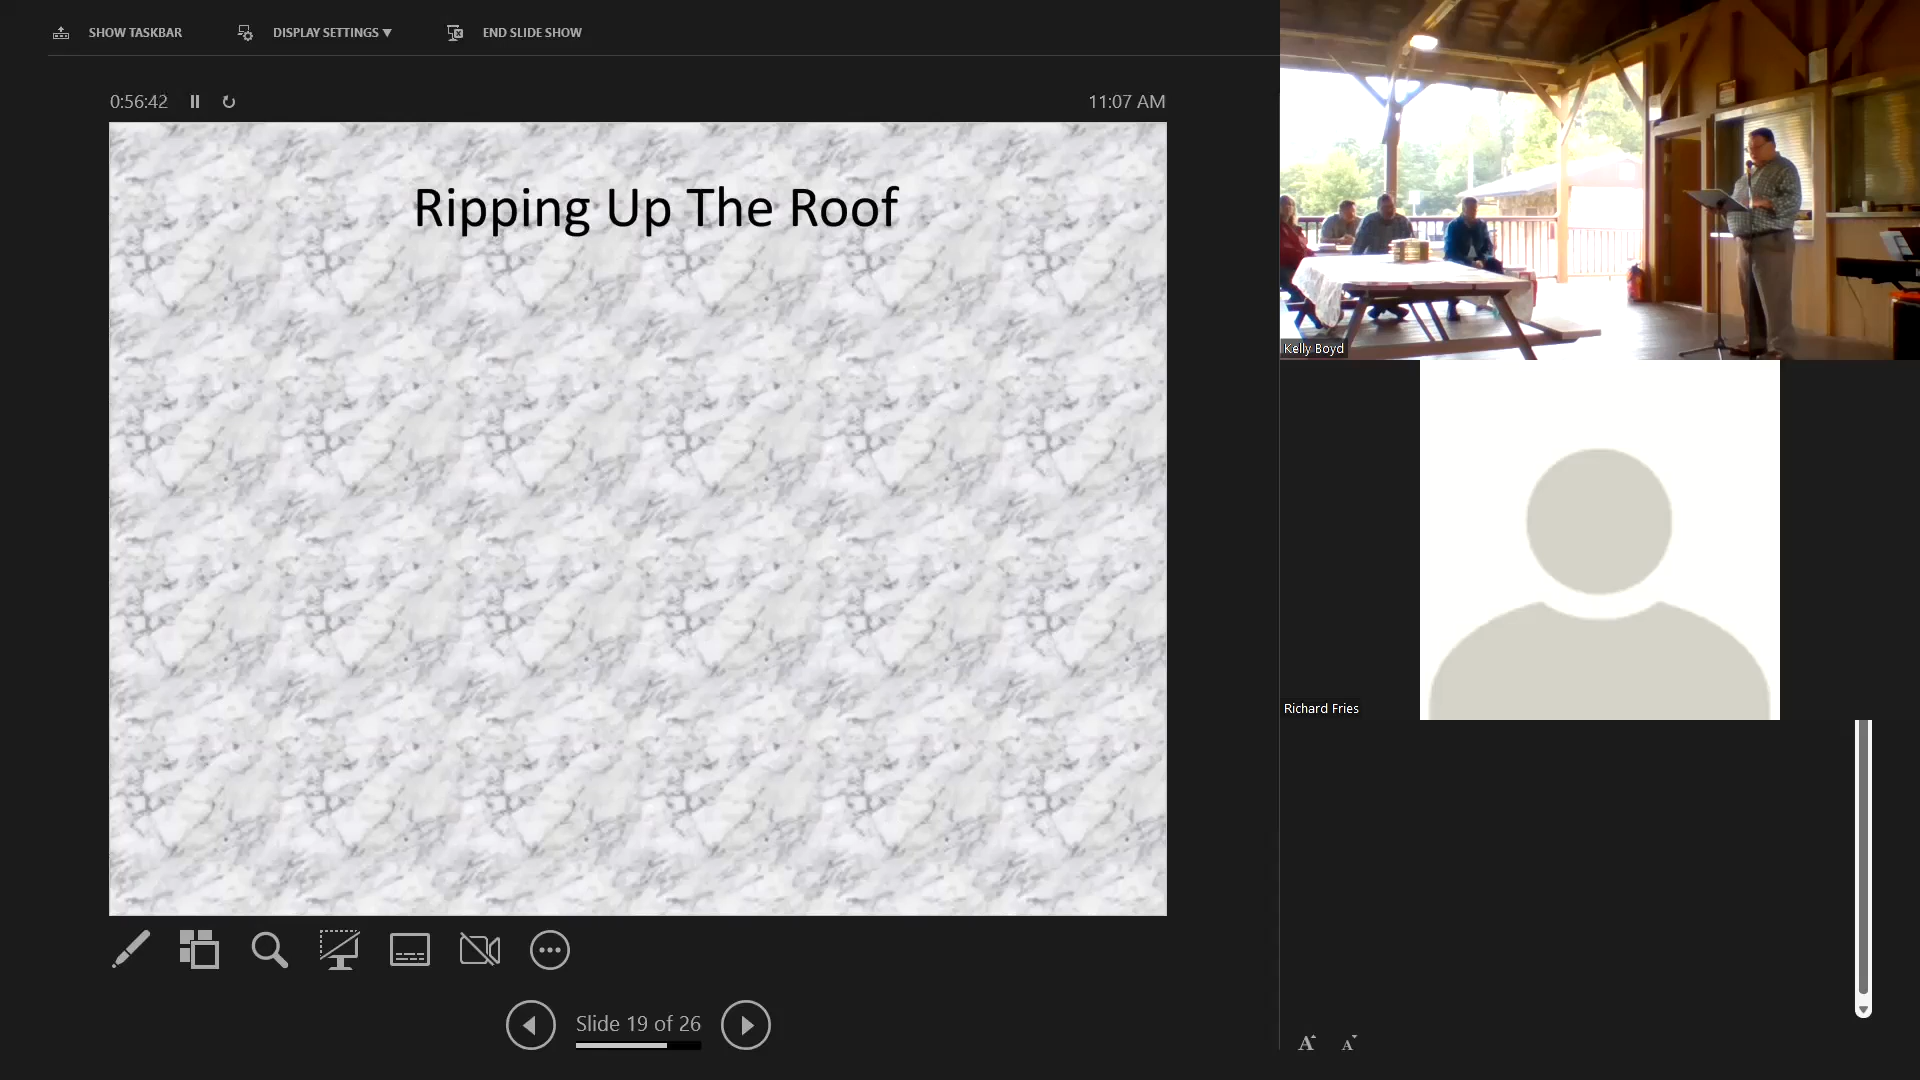 SHOW TASKBAR
DISPLAY SETTINGS ▼
END SLIDE SHOW
0:56:42
11:07 AM
Ripping Up The Roof
Kelly Boyd
Richard Fries
Slide 19 of 26
A A